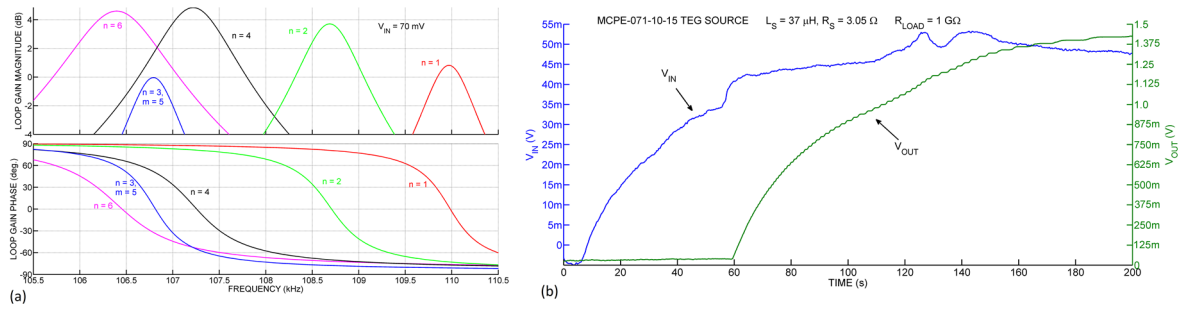 LOOP GAIN MAGNITUDE (dB)
4
2
0
-2
-4
n = 6
n = 4
n = 2
n = 1
n = 3,
m = 5
V_IN = 70 mV
LOOP GAIN PHASE (deg.)
90
60
30
0
-30
-60
-90
n = 6
n = 3,
m = 5
n = 4
n = 2
n = 1
105.5 106 106.5 107 107.5 108 108.5 109 109.5 110 110.5
FREQUENCY (kHz)
(a)
MCPE-071-10-15 TEG SOURCE L_S = 37 µH, R_S = 3.05 Ω R_LOAD = 1 GΩ
V_IN (V)
55m
50m
45m
40m
35m
30m
25m
20m
15m
10m
5m
0
V_IN
V_OUT
1.5
1.375
1.25
1.125
1.0
875m
750m
625m
500m
375m
250m
125m
0
V_OUT (V)
0 20 40 60 80 100 120 140 160 180 200
TIME (s)
(b)